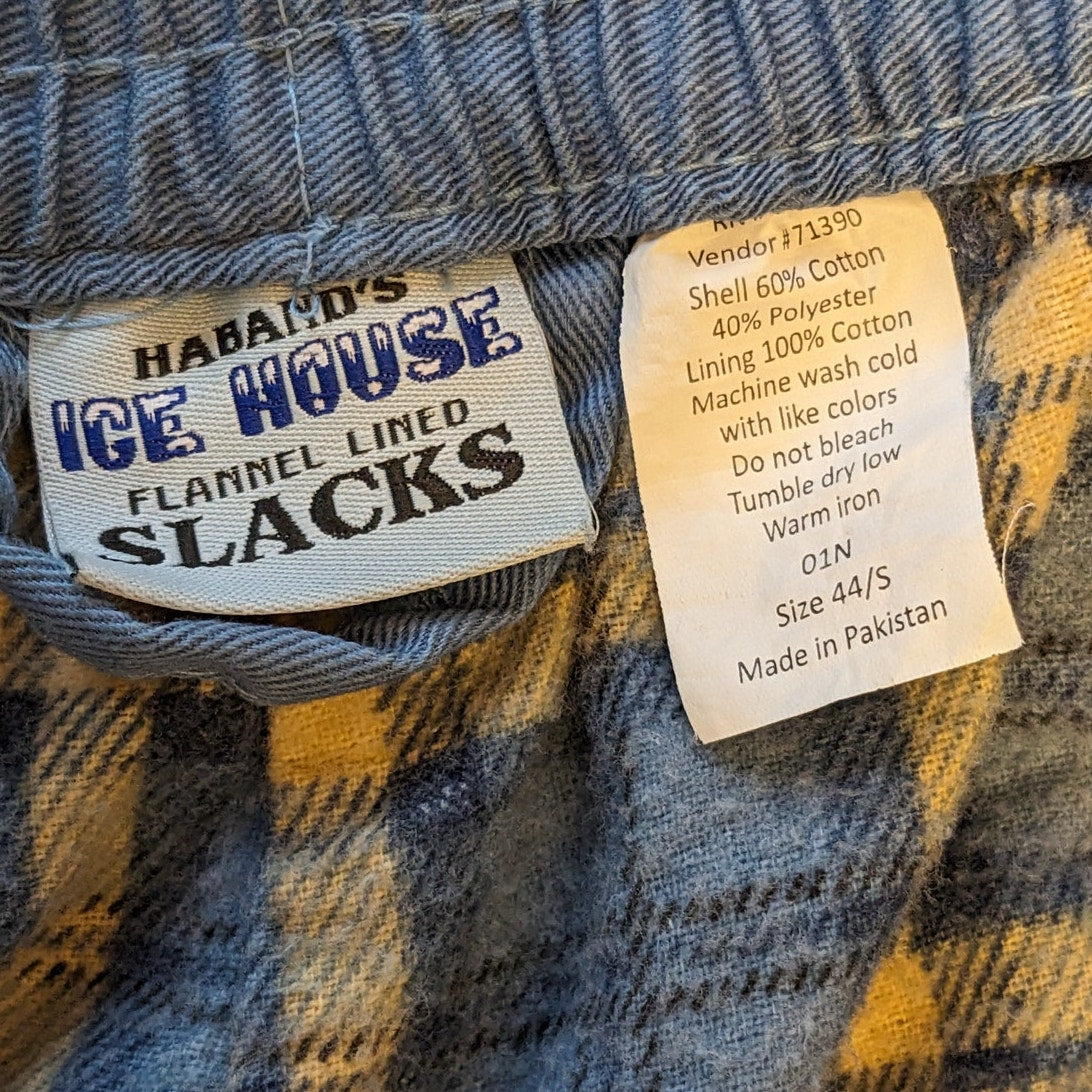 HABAND'S
ICE HOUSE
FLANNEL LINED
SLACKS
Vendor #71390
Shell 60% Cotton
40% Polyester
Lining 100% Cotton
Machine wash cold
with like colors
Do not bleach
Tumble dry low
Warm iron
01N
Size 44/S
Made in Pakistan